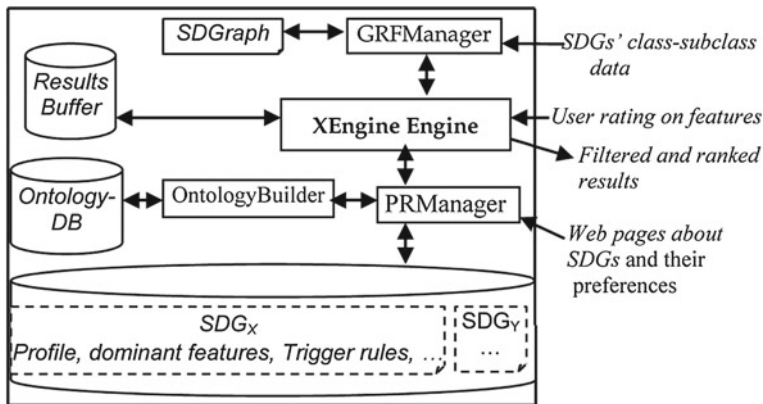 SDGraph
GRFManager
SDGs' class-subclass
data
Results
Buffer
XEngine Engine
User rating on features
Filtered and ranked
results
Ontology-
DB
OntologyBuilder
PRManager
Web pages about
SDGs and their
preferences
SDGX
Profile, dominant features, Trigger rules, ...
SDGY
...